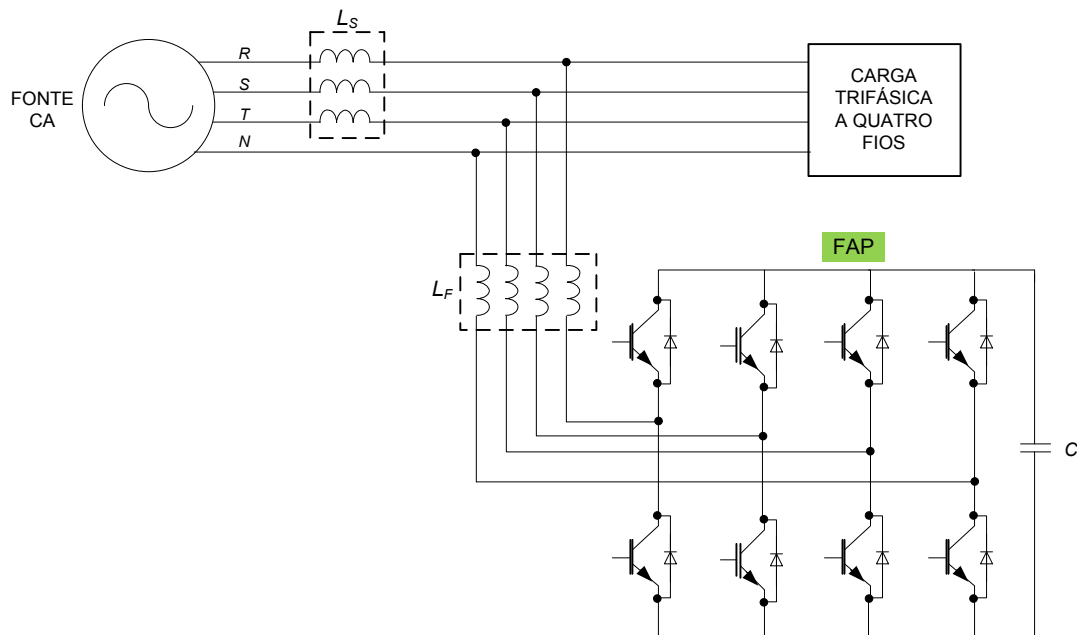 L_S
R
S
T
N
FONTE
CA
CARGA
TRIFÁSICA
A QUATRO
FIOS
FAP
L_F
C